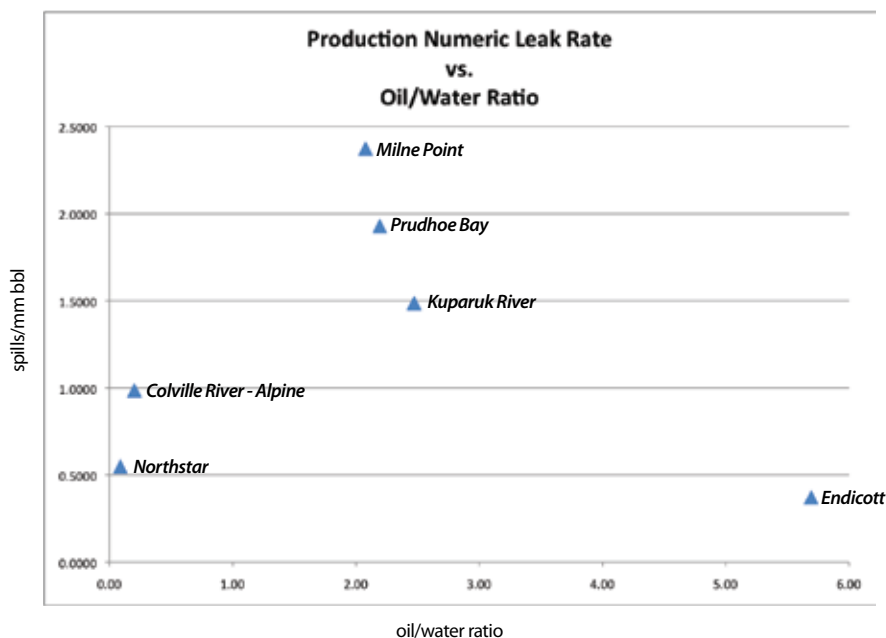 Production Numeric Leak Rate
vs.
Oil/Water Ratio
2.5000
Milne Point
2.0000
Prudhoe Bay
spills/mm bbl
1.5000
Kuparuk River
1.0000
Colville River - Alpine
Northstar
0.5000
Endicott
0.0000
0.00 1.00 2.00 3.00 4.00 5.00 6.00
oil/water ratio